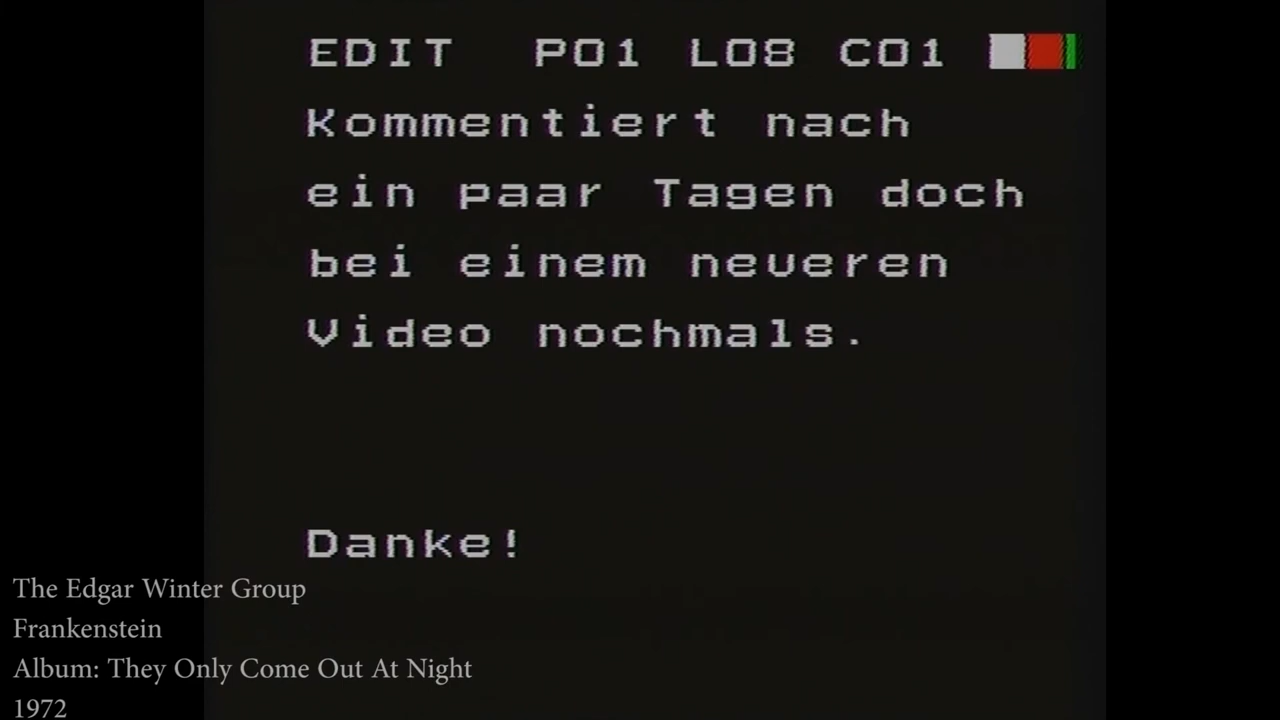 EDIT P01 L08 C01
Kommentiert nach
ein paar Tagen doch
bei einem neueren
Video nochmals.
Danke!
The Edgar Winter Group
Frankenstein
Album: They Only Come Out At Night
1972